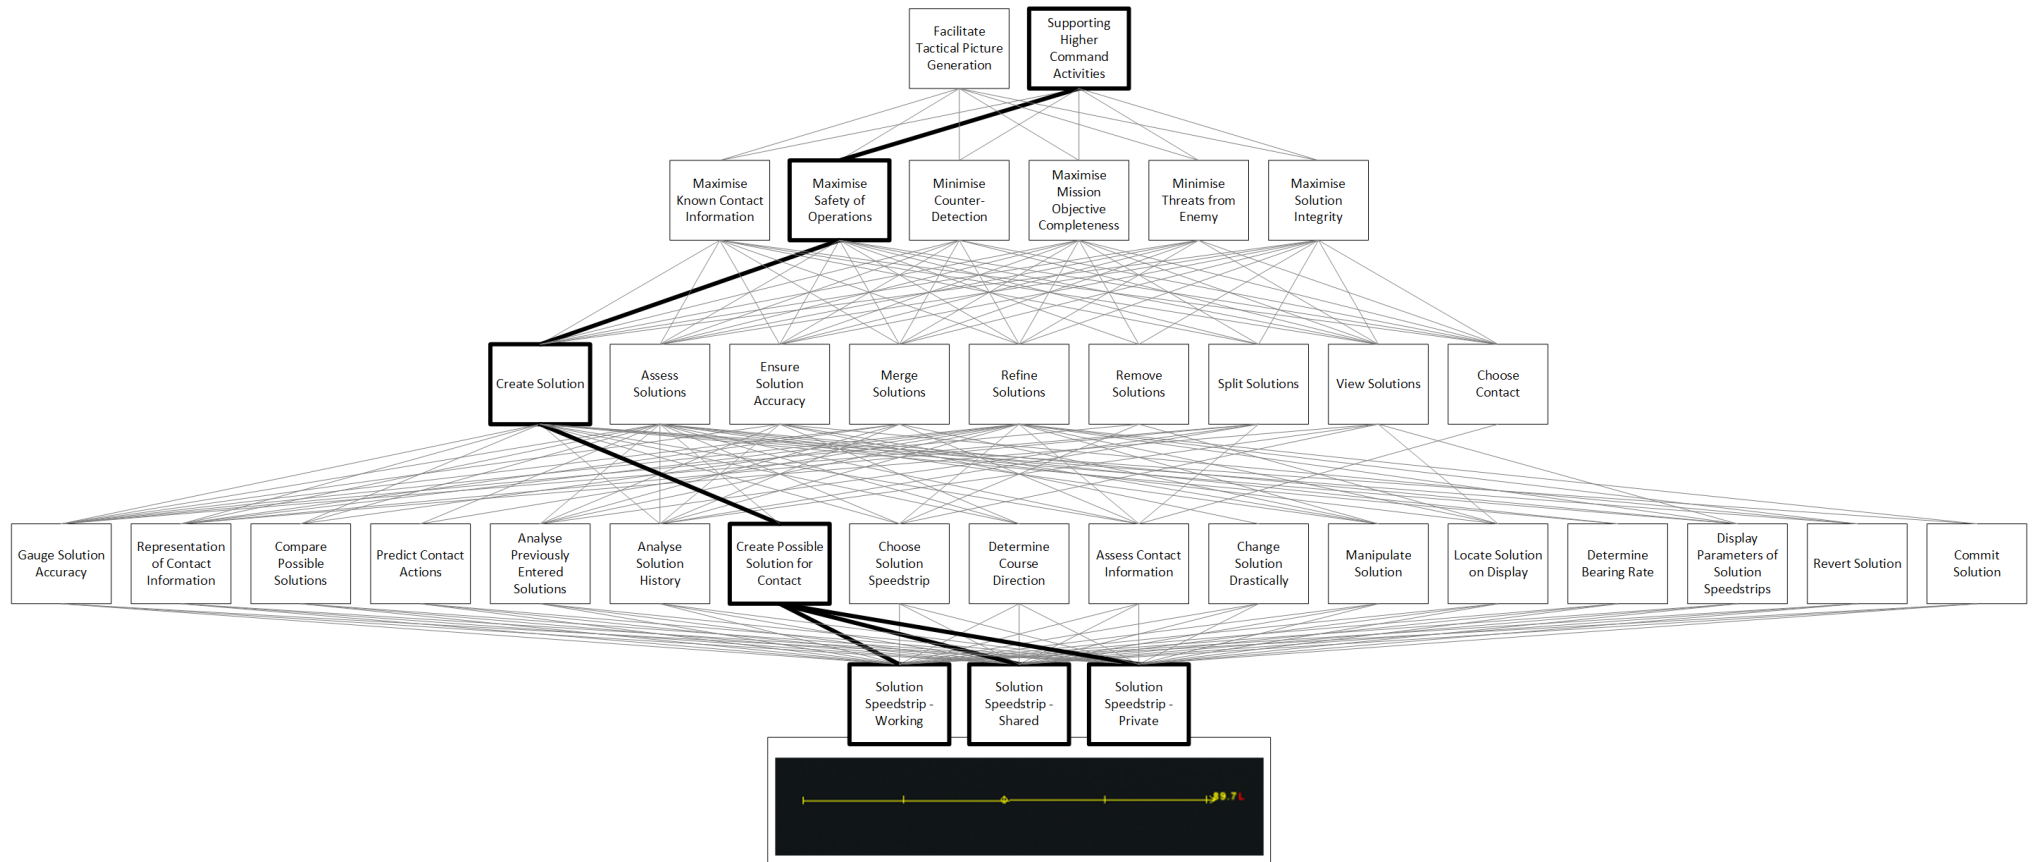 Facilitate
Tactical Picture
Generation
Supporting
Higher
Command
Activities
Maximise
Known Contact
Information
Maximise
Safety of
Operations
Minimise
Counter-
Detection
Maximise
Mission
Objective
Completeness
Minimise
Threats from
Enemy
Maximise
Solution
Integrity
Create Solution
Assess
Solutions
Ensure
Solution
Accuracy
Merge
Solutions
Refine
Solutions
Remove
Solutions
Split Solutions
View Solutions
Choose
Contact
Gauge Solution
Accuracy
Representation
of Contact
Information
Compare
Possible
Solutions
Predict Contact
Actions
Analyse
Previously
Entered
Solutions
Analyse
Solution
History
Create Possible
Solution for
Contact
Choose
Solution
Speedstrip
Determine
Course
Direction
Assess Contact
Information
Change
Solution
Drastically
Manipulate
Solution
Locate Solution
on Display
Determine
Bearing Rate
Display
Parameters of
Solution
Speedstrips
Revert Solution
Commit
Solution
Solution
Speedstrip -
Working
Solution
Speedstrip -
Shared
Solution
Speedstrip -
Private
89.7L